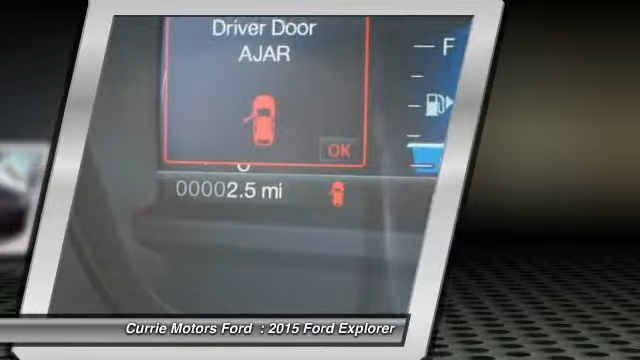 Driver Door
AJAR
F
OK
00002.5 mi
Currie Motors Ford : 2015 Ford Explorer